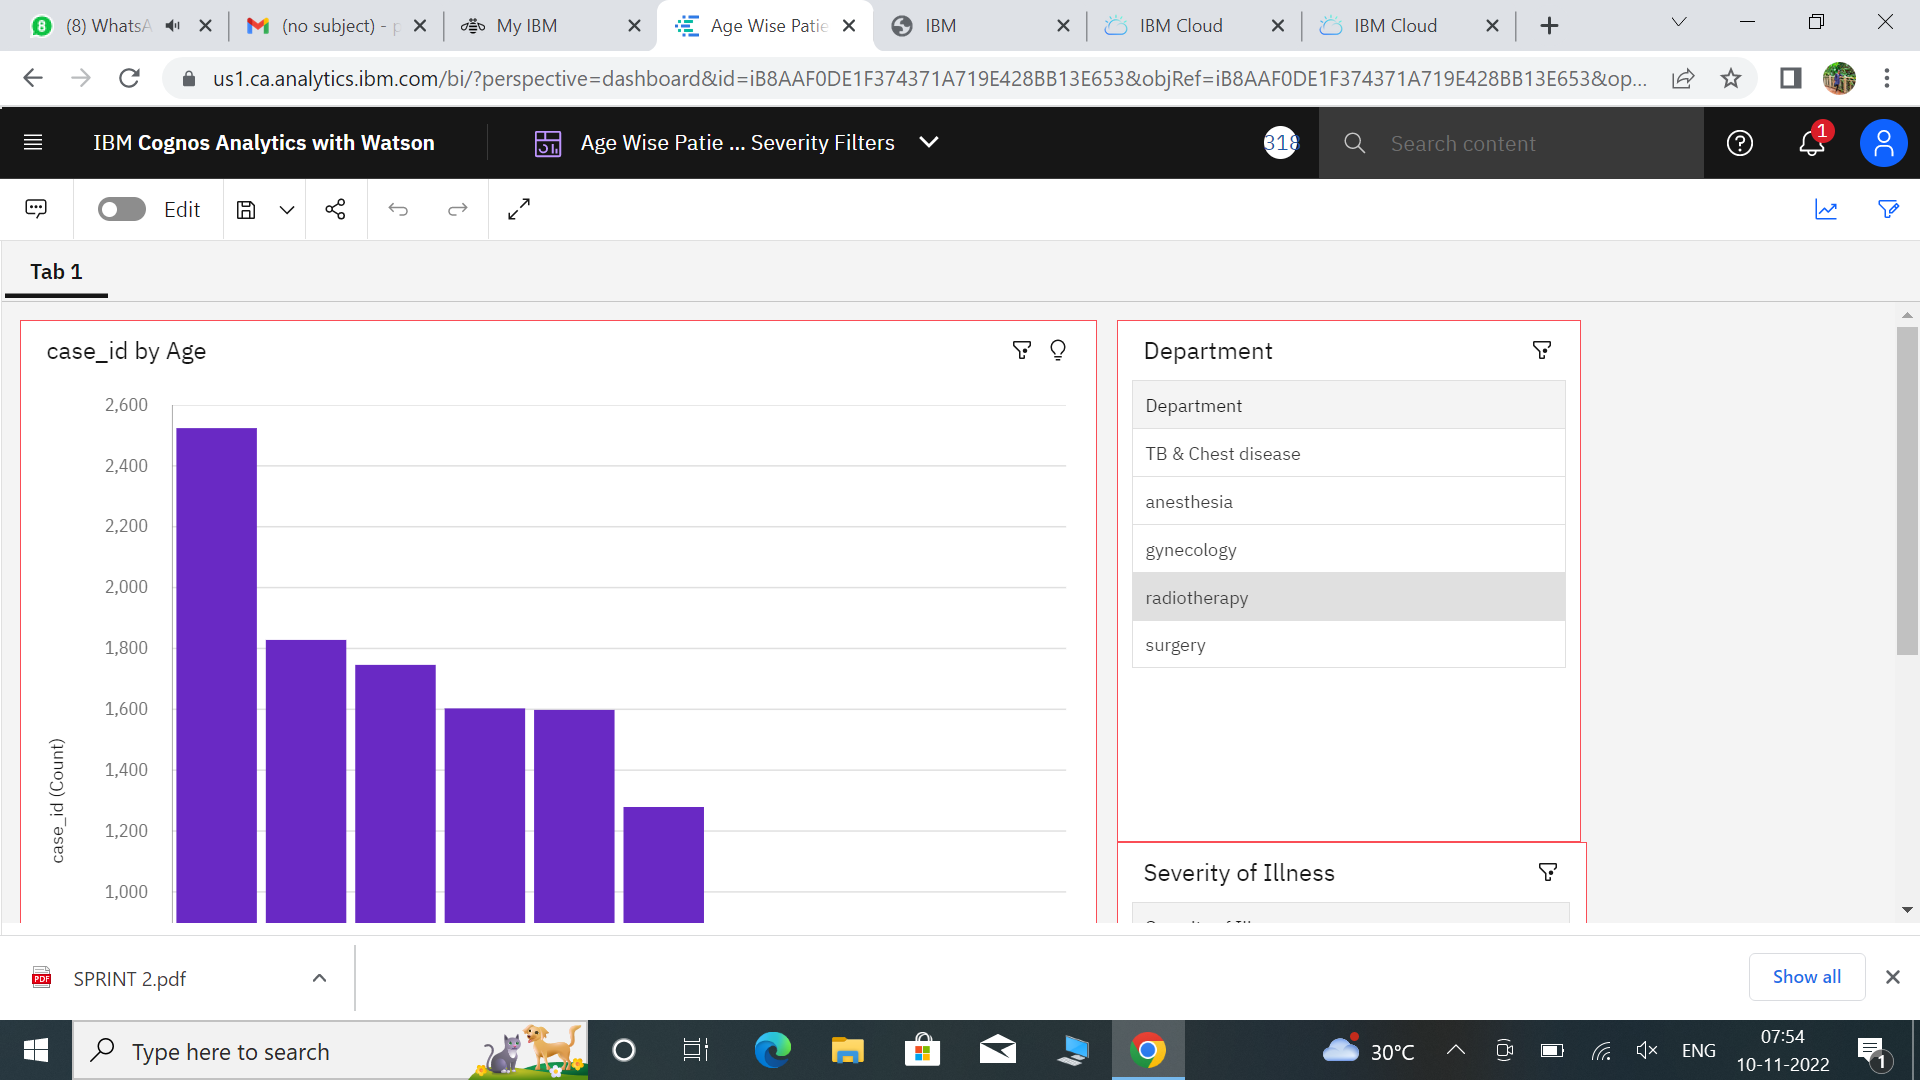 (8) WhatsA
(no subject) - p
My IBM
Age Wise Patie
IBM
IBM Cloud
IBM Cloud
us1.ca.analytics.ibm.com/bi/?perspective=dashboard&id=iB8AAF0DE1F374371A719E428BB13E653&objRef=iB8AAF0DE1F374371A719E428BB13E653&op...
IBM Cognos Analytics with Watson
Age Wise Patie ... Severity Filters
318
Search content
1
Edit
Tab 1
case_id by Age
2,600
2,400
2,200
2,000
1,800
1,600
1,400
1,200
1,000
case_id (Count)
Department
Department
TB & Chest disease
anesthesia
gynecology
radiotherapy
surgery
Severity of Illness
SPRINT 2.pdf
Show all
Type here to search
30°C
ENG
07:54
10-11-2022
1